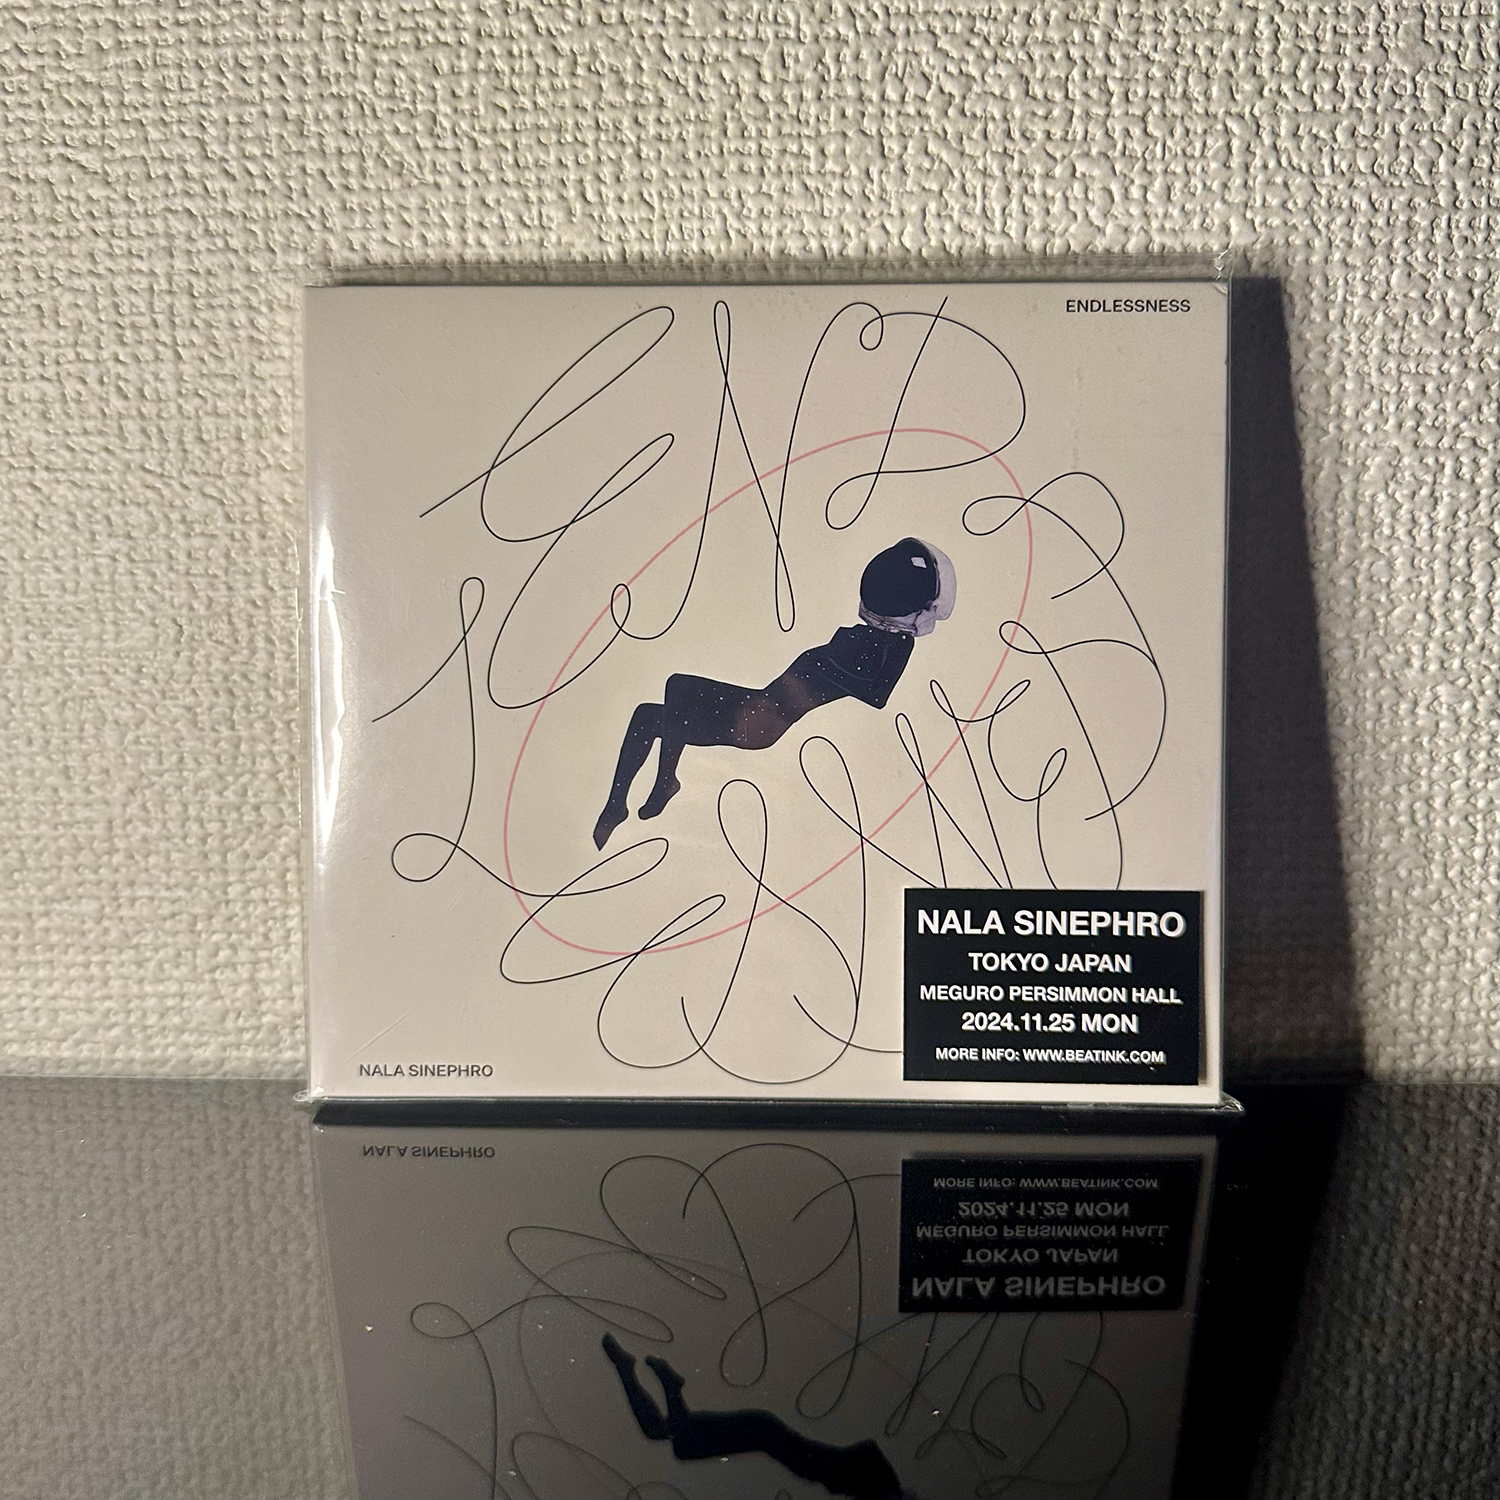 ENDLESSNESS
ENDLESSNESS
NALA SINEPHRO
NALA SINEPHRO
TOKYO JAPAN
MEGURO PERSIMMON HALL
2024.11.25 MON
MORE INFO: WWW.BEATINK.COM